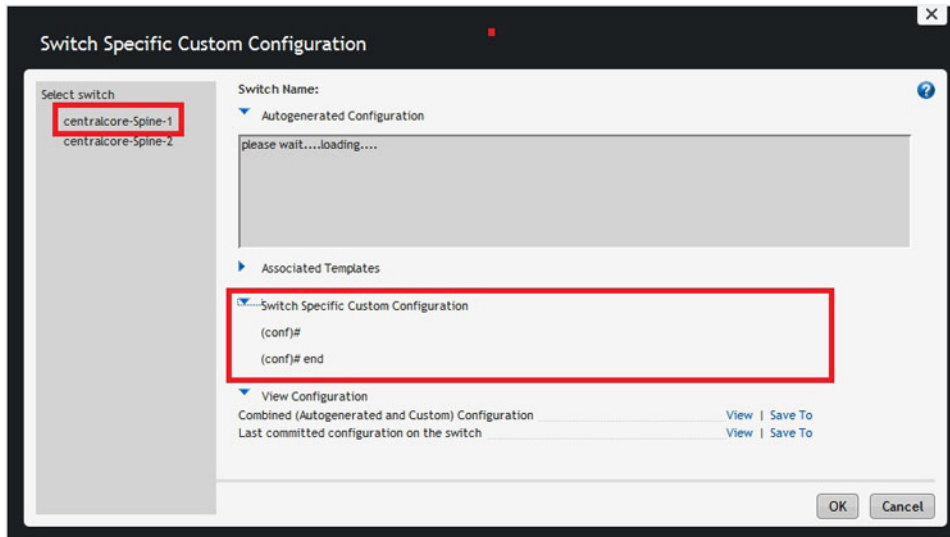 Switch Specific Custom Configuration
Select switch
centralcore-Spine-1
centralcore-Spine-2
Switch Name:
Autogenerated Configuration
please wait....loading....
Associated Templates
Switch Specific Custom Configuration
(conf)#
(conf)# end
View Configuration
Combined (Autogenerated and Custom) Configuration View | Save To
Last committed configuration on the switch View | Save To
OK Cancel